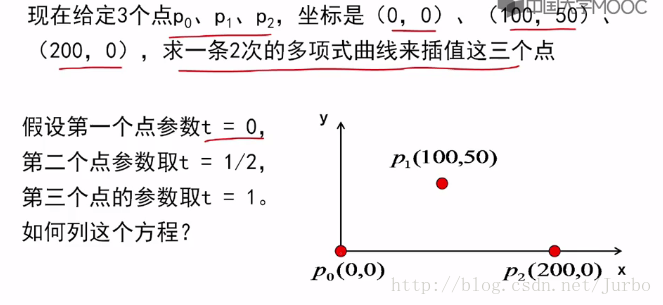 中国大学MOOC
现在给定3个点p₀、p₁、p₂，坐标是（0, 0）、（100, 50）、
（200, 0），求一条2次的多项式曲线来插值这三个点
假设第一个点参数t = 0，
第二个点参数取t = 1/2，
第三个点的参数取t = 1。
如何列这个方程？
y
p₁(100,50)
p₀(0,0)
p₂(200,0)
x
http://blog.csdn.net/Jurbo